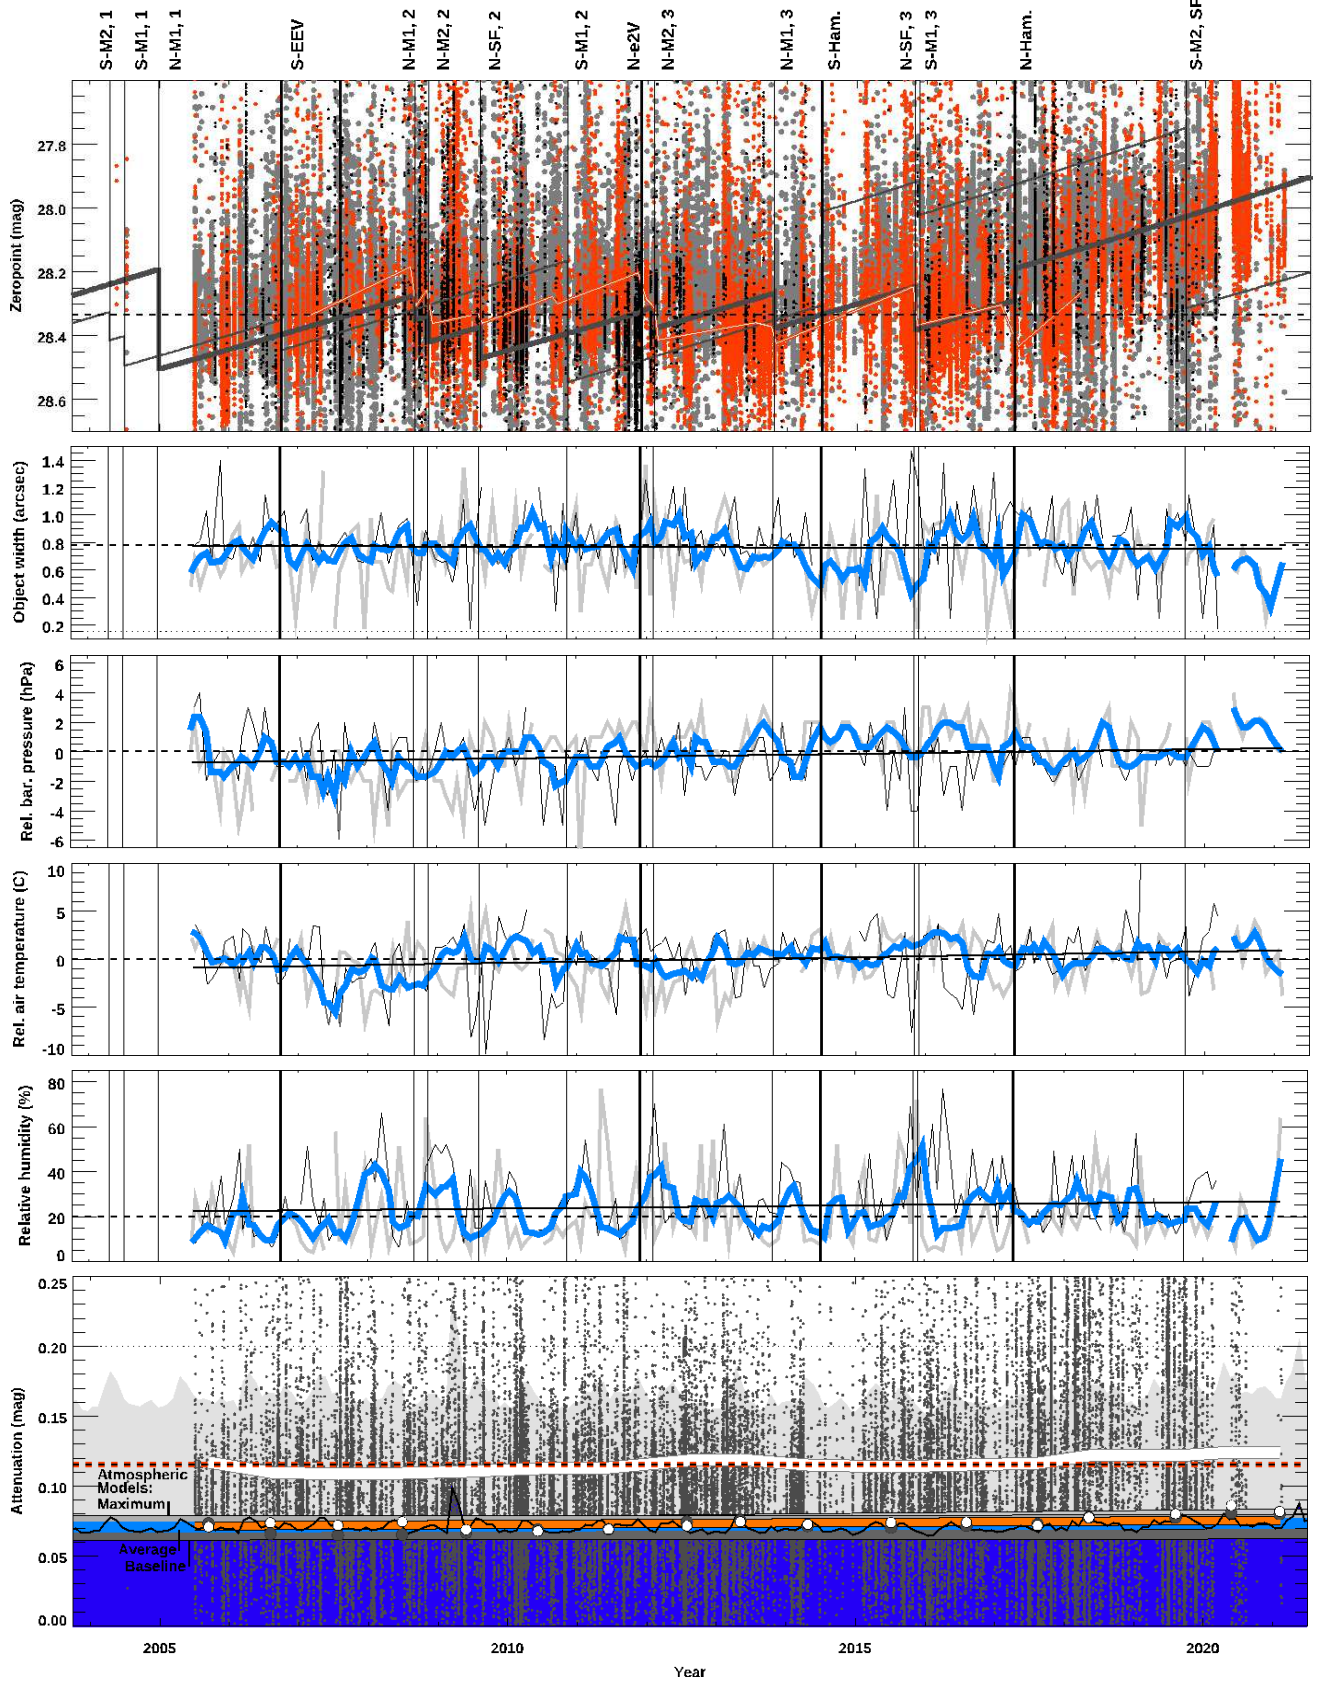 S-M2, 1
S-M1, 1
N-M1, 1
S-EEV
N-M1, 2
N-M2, 2
N-SF, 2
S-M1, 2
N-e2V
N-M2, 3
N-M1, 3
S-Ham.
N-SF, 3
S-M1, 3
N-Ham.
S-M2, SF
Zeropoint (mag)
27.8
28.0
28.2
28.4
28.6
Object width (arcsec)
1.4
1.2
1.0
0.8
0.6
0.4
0.2
Rel. bar. pressure (hPa)
6
4
2
0
-2
-4
-6
Rel. air temperature (C)
10
5
0
-5
-10
Relative humidity (%)
80
60
40
20
0
Attenuation (mag)
0.25
0.20
0.15
0.10
0.05
0.00
Atmospheric
Models:
Maximum
Average
Baseline
2005
2010
2015
2020
Year